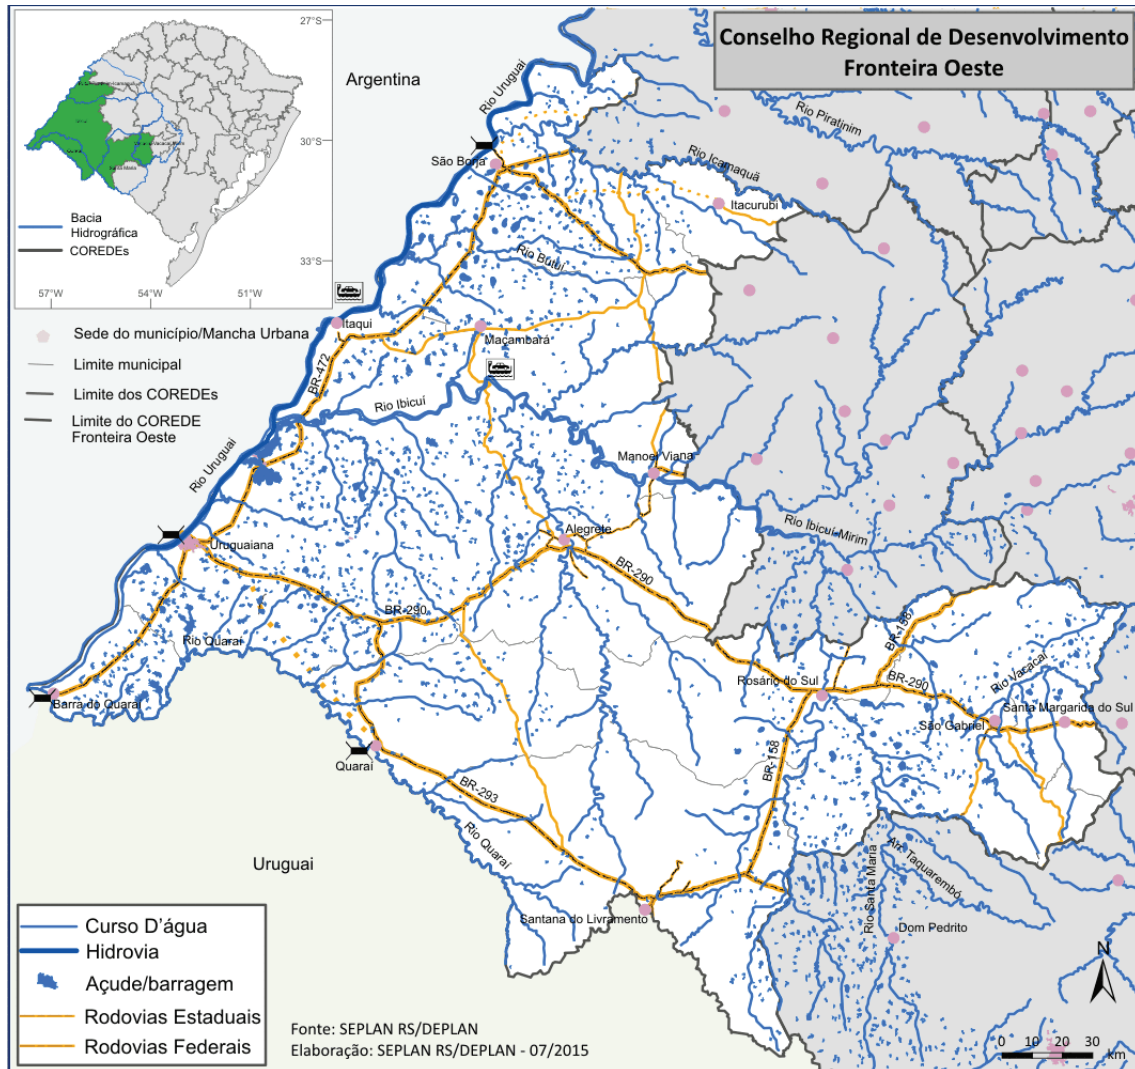 Conselho Regional de Desenvolvimento
Fronteira Oeste
27°S
30°S
33°S
57°W
54°W
51°W
Bacia
Hidrográfica
COREDEs
Sede do município/Mancha Urbana
Limite municipal
Limite dos COREDEs
Limite do COREDE
Fronteira Oeste
Argentina
Rio Uruguai
Rio Piratinim
São Borja
Rio Icamaquã
Itacurubi
Rio Butuí
Itaqui
Maçambará
BR-472
Rio Ibicuí
Rio Uruguai
Manoel Viana
Rio Ibicuí-Mirim
Alegrete
Uruguaiana
BR-290
BR-290
BR-158
Rio Quaraí
Rosário do Sul
BR-290
Rio Vacacaí
Barra do Quaraí
Santa Margarida do Sul
São Gabriel
Quaraí
BR-158
BR-293
Rio Quaraí
Uruguai
Arr. Taquarembó
Rio Santa Maria
Santana do Livramento
Dom Pedrito
Curso D'água
Hidrovia
Açude/barragem
Rodovias Estaduais
Rodovias Federais
Fonte: SEPLAN RS/DEPLAN
Elaboração: SEPLAN RS/DEPLAN - 07/2015
N
0 10 20 30
km